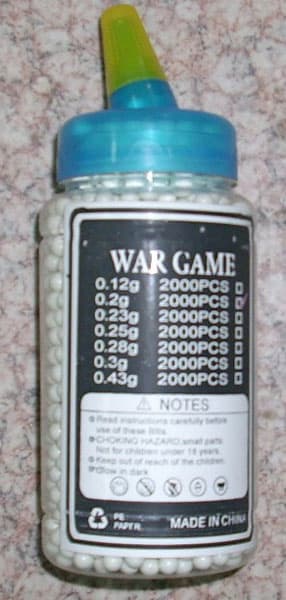 WAR GAME
0.12g 2000PCS
0.2g 2000PCS
0.23g 2000PCS
0.25g 2000PCS
0.28g 2000PCS
0.3g 2000PCS
0.43g 2000PCS
NOTES
Read instructions carefully before
use of these BBs.
CHOKING HAZARD,small parts.
Not for children under 18 years.
Keep out of reach of the children.
Glow in dark
PE
MADE IN CHINA